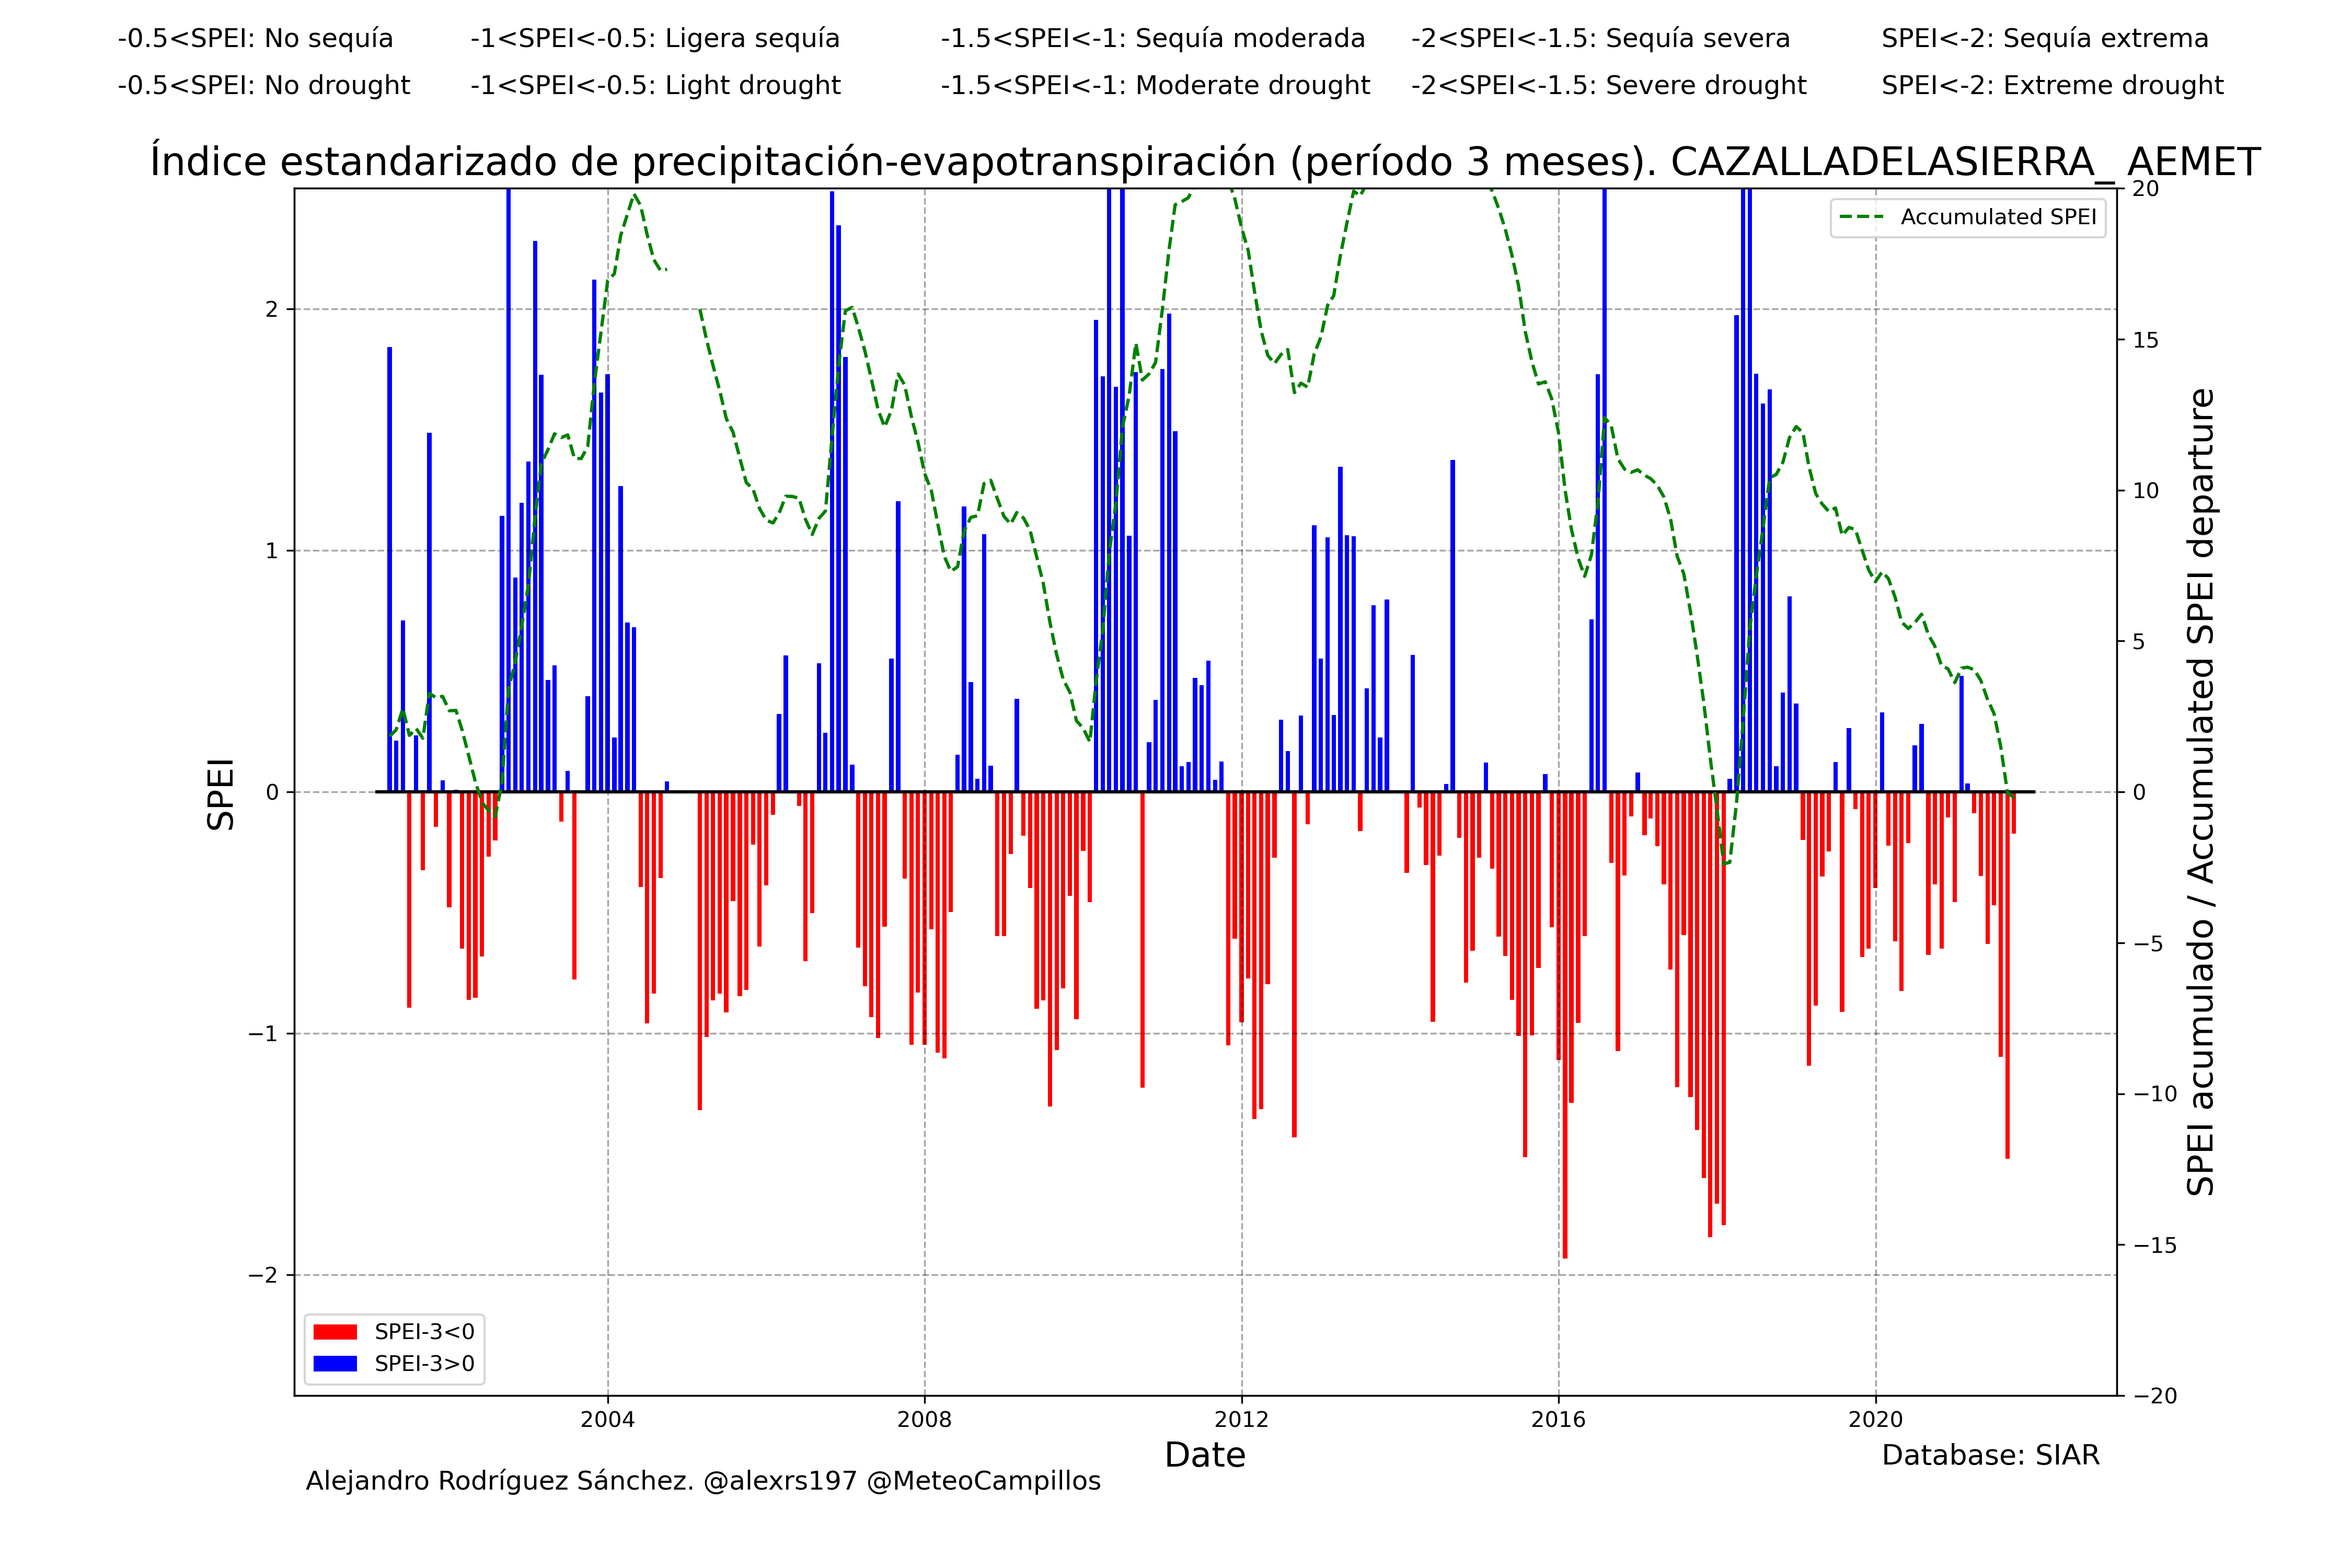 -0.5<SPEI: No sequía -1<SPEI<-0.5: Ligera sequía -1.5<SPEI<-1: Sequía moderada -2<SPEI<-1.5: Sequía severa SPEI<-2: Sequía extrema
-0.5<SPEI: No drought -1<SPEI<-0.5: Light drought -1.5<SPEI<-1: Moderate drought -2<SPEI<-1.5: Severe drought SPEI<-2: Extreme drought
Índice estandarizado de precipitación-evapotranspiración (período 3 meses). CAZALLADELASIERRA_ AEMET
Accumulated SPEI
SPEI
2
1
0
−1
−2
20
15
10
5
0
−5
−10
−15
−20
SPEI acumulado / Accumulated SPEI departure
SPEI-3<0
SPEI-3>0
2004 2008 2012 2016 2020
Date
Database: SIAR
Alejandro Rodríguez Sánchez. @alexrs197 @MeteoCampillos